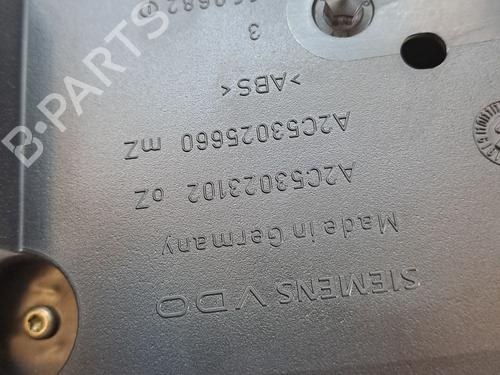 SIEMENS VDO
Made in Germany
A2C53023102 oZ
A2C53025660 mZ
>ABS<
3
B-PARTS